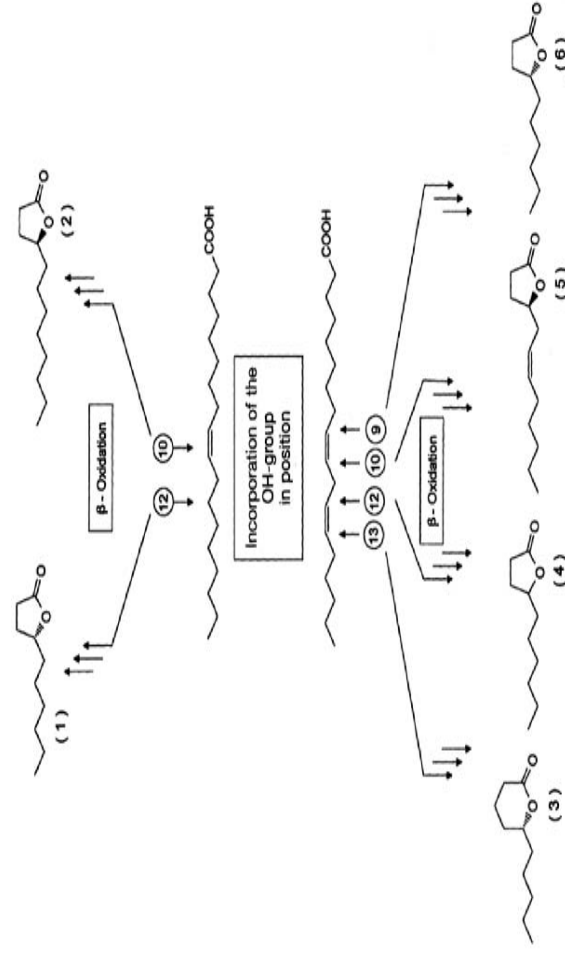 O O
O O
(1) (2)
β - Oxidation
12 10
COOH
Incorporation of the
OH-group
in position
COOH
13 12 10 9
β - Oxidation
O O O O O O O O
(3) (4) (5) (6)